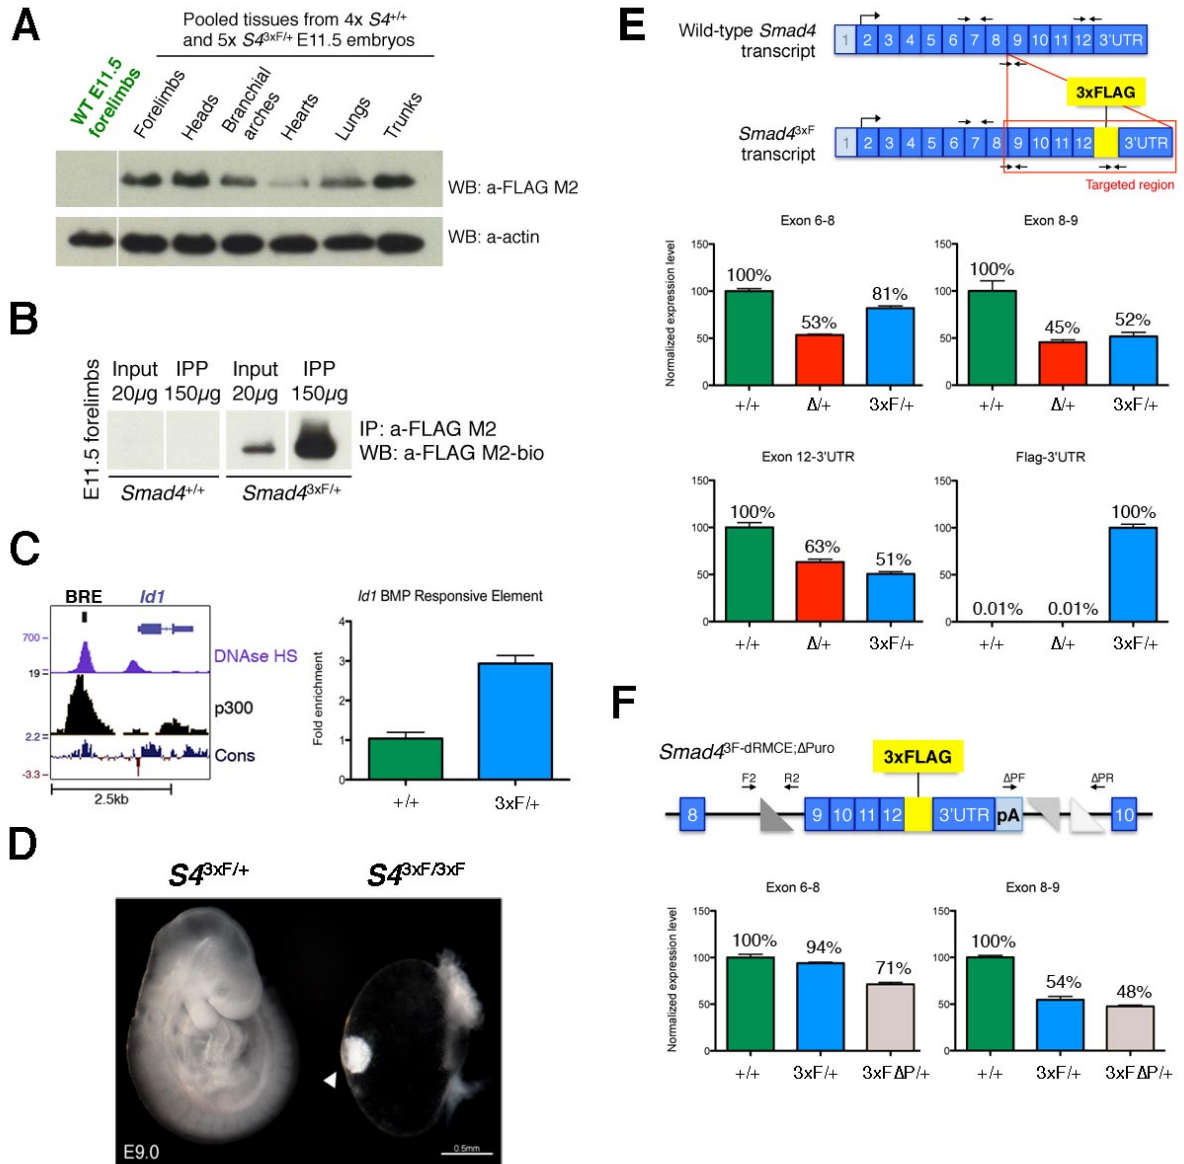 A
Pooled tissues from 4x S4+/+
and 5x S43xF/+ E11.5 embryos
WT E11.5
forelimbs
Forelimbs
Heads
Branchial
arches
Hearts
Lungs
Trunks
WB: a-FLAG M2
WB: a-actin
B
E11.5 forelimbs
Input
20µg
IPP
150µg
Input
20µg
IPP
150µg
IP: a-FLAG M2
WB: a-FLAG M2-bio
Smad4+/+
Smad43xF/+
C
BRE
Id1
700
DNAse HS
19
p300
2.2
Cons
-3.3
2.5kb
Id1 BMP Responsive Element
Fold enrichment
4
3
2
1
0
+/+
3xF/+
D
S43xF/+
S43xF/3xF
E9.0
0.5mm
E
Wild-type Smad4
transcript
1 2 3 4 5 6 7 8 9 10 11 12 3'UTR
3xFLAG
Smad43xF
transcript
1 2 3 4 5 6 7 8 9 10 11 12 3'UTR
Targeted region
Exon 6-8
Normalized expression level
150
100
50
0
100%
53%
81%
+/+
Δ/+
3xF/+
Exon 8-9
150
100
50
0
100%
45%
52%
+/+
Δ/+
3xF/+
Exon 12-3'UTR
150
100
50
0
100%
63%
51%
+/+
Δ/+
3xF/+
Flag-3'UTR
150
100
50
0
0.01%
0.01%
100%
+/+
Δ/+
3xF/+
F
Smad43F-dRMCE;ΔPuro
3xFLAG
F2
R2
ΔPF
ΔPR
8 9 10 11 12 3'UTR pA 10
Exon 6-8
Normalized expression level
150
100
50
0
100%
94%
71%
+/+
3xF/+
3xFΔP/+
Exon 8-9
150
100
50
0
100%
54%
48%
+/+
3xF/+
3xFΔP/+